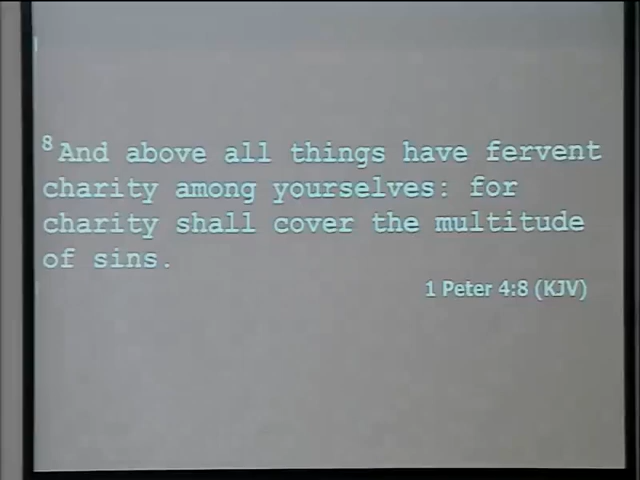 8 And above all things have fervent
charity among yourselves: for
charity shall cover the multitude
of sins.
1 Peter 4:8 (KJV)